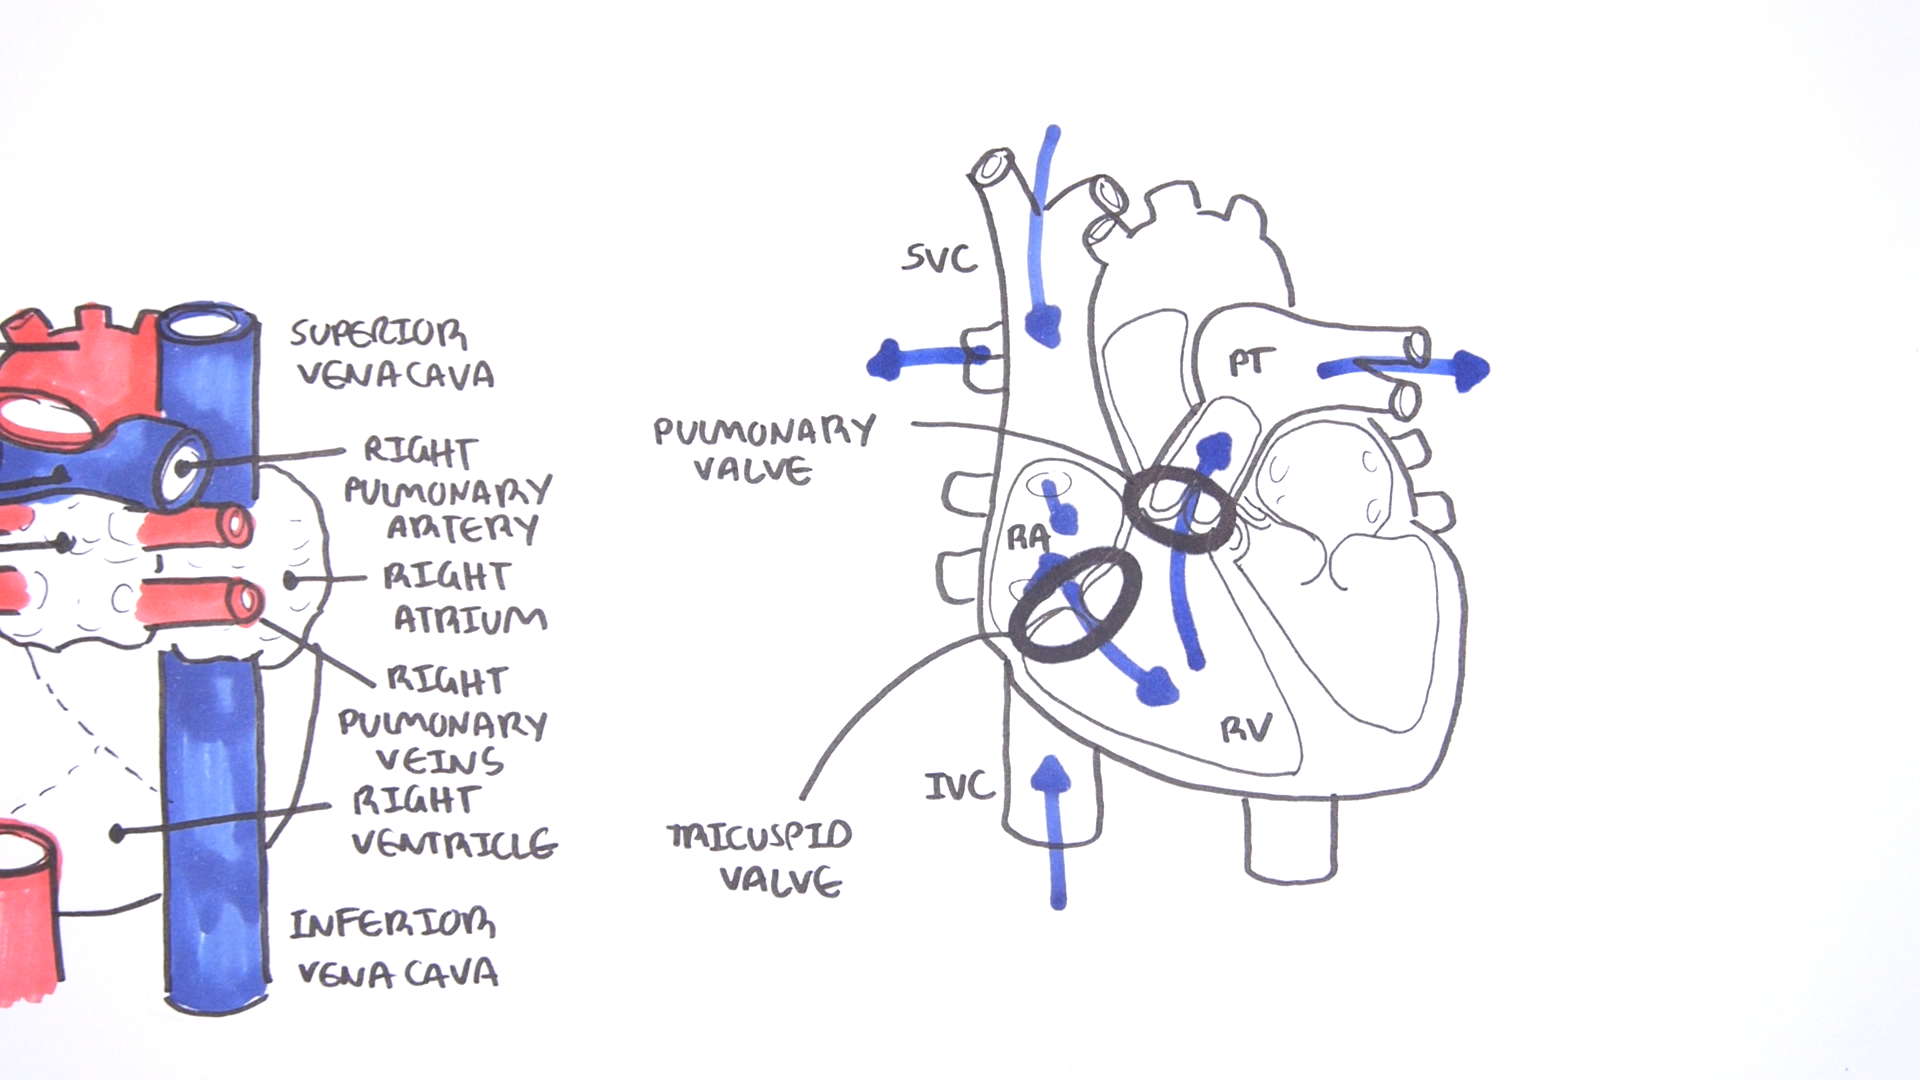 SUPERIOR
VENA CAVA
RIGHT
PULMONARY
ARTERY
RIGHT
ATRIUM
RIGHT
PULMONARY
VEINS
RIGHT
VENTRICLE
INFERIOR
VENA CAVA
SVC
PULMONARY
VALVE
PT
RA
RV
IVC
TRICUSPID
VALVE